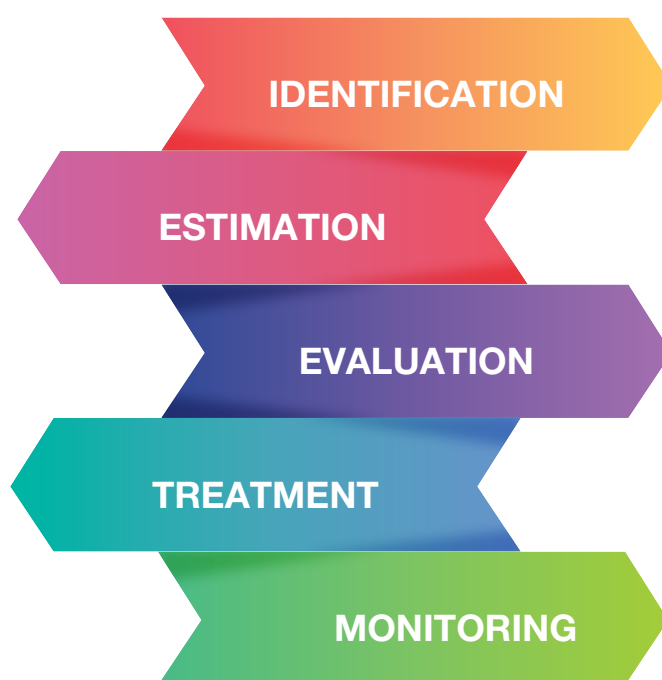 IDENTIFICATION
ESTIMATION
EVALUATION
TREATMENT
MONITORING